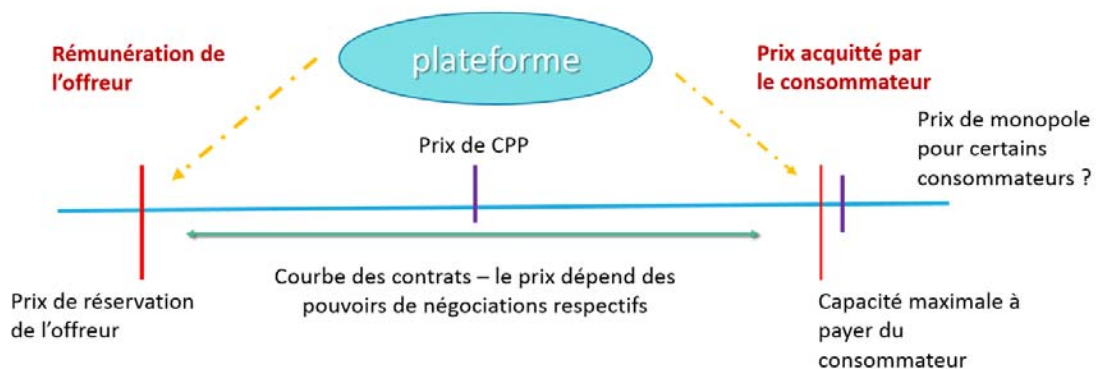 Rémunération de
l’offreur
plateforme
Prix acquitté par
le consommateur
Prix de CPP
Prix de monopole
pour certains
consommateurs ?
Courbe des contrats – le prix dépend des
pouvoirs de négociations respectifs
Prix de réservation
de l’offreur
Capacité maximale à
payer du
consommateur